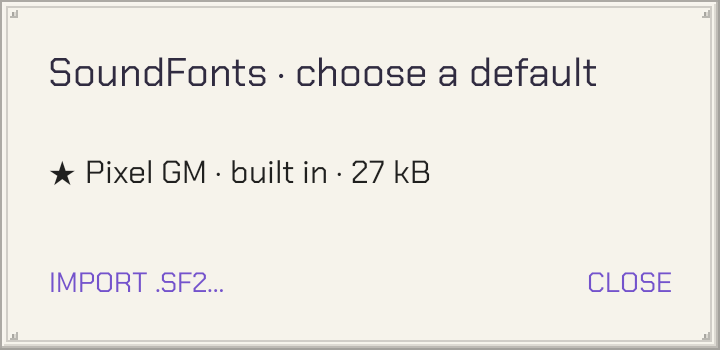 SoundFonts · choose a default
★ Pixel GM · built in · 27 kB
IMPORT .SF2... CLOSE